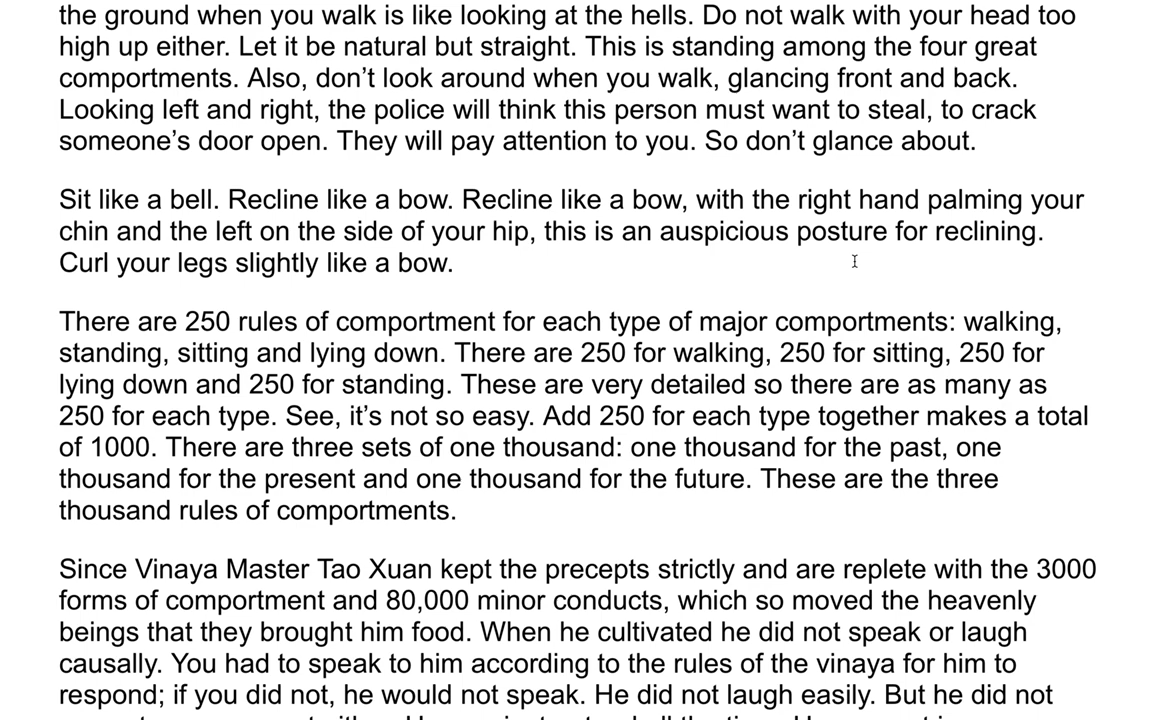 the ground when you walk is like looking at the hells. Do not walk with your head too
high up either. Let it be natural but straight. This is standing among the four great
comportments. Also, don’t look around when you walk, glancing front and back.
Looking left and right, the police will think this person must want to steal, to crack
someone’s door open. They will pay attention to you. So don’t glance about.
Sit like a bell. Recline like a bow. Recline like a bow, with the right hand palming your
chin and the left on the side of your hip, this is an auspicious posture for reclining.
Curl your legs slightly like a bow.
There are 250 rules of comportment for each type of major comportments: walking,
standing, sitting and lying down. There are 250 for walking, 250 for sitting, 250 for
lying down and 250 for standing. These are very detailed so there are as many as
250 for each type. See, it’s not so easy. Add 250 for each type together makes a total
of 1000. There are three sets of one thousand: one thousand for the past, one
thousand for the present and one thousand for the future. These are the three
thousand rules of comportments.
Since Vinaya Master Tao Xuan kept the precepts strictly and are replete with the 3000
forms of comportment and 80,000 minor conducts, which so moved the heavenly
beings that they brought him food. When he cultivated he did not speak or laugh
causally. You had to speak to him according to the rules of the vinaya for him to
respond; if you did not, he would not speak. He did not laugh easily. But he did not